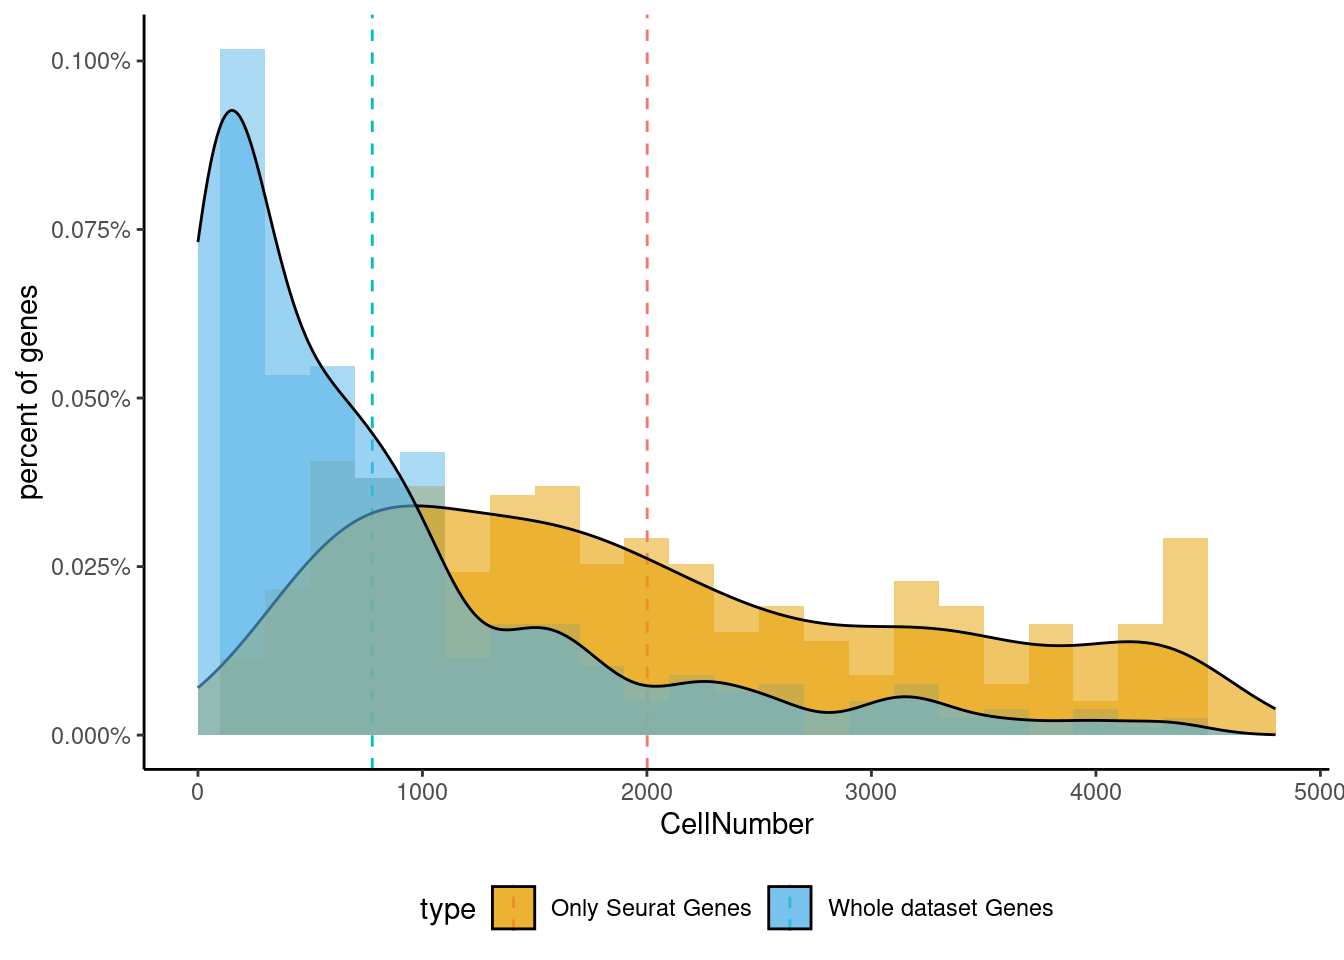 0.100%
0.075%
0.050%
0.025%
0.000%
percent of genes
0 1000 2000 3000 4000 5000
CellNumber
type Only Seurat Genes Whole dataset Genes